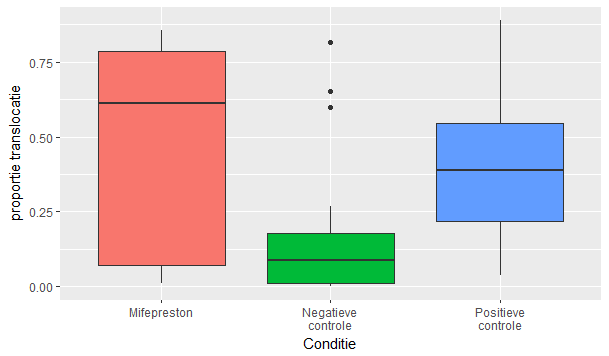 proportie translocatie
0.75
0.50
0.25
0.00
Mifepreston
Negatieve
controle
Positieve
controle
Conditie